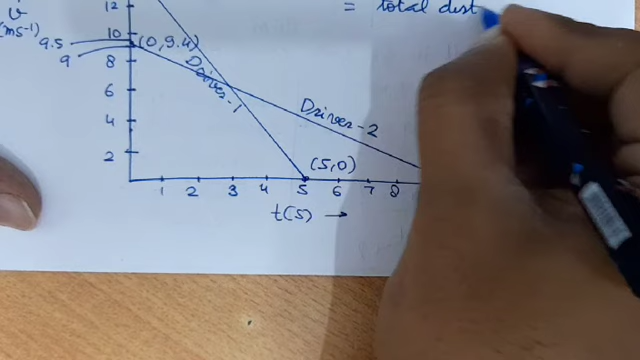 = total dist
12
v
(ms-1)
10
9.5
(0, 9.4)
9
8
Driver-1
6
Driver-2
4
2
(5,0)
1 2 3 4 5 6 7 8
t(s) →